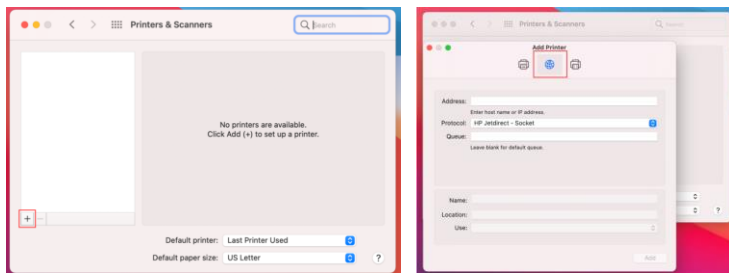 Printers & Scanners
Search
No printers are available.
Click Add (+) to set up a printer.
+ −
Default printer: Last Printer Used
Default paper size: US Letter
?
Printers & Scanners
Search
Add Printer
Address:
Enter host name or IP address.
Protocol: HP Jetdirect - Socket
Queue:
Leave blank for default queue.
Name:
Location:
Use:
?
Add